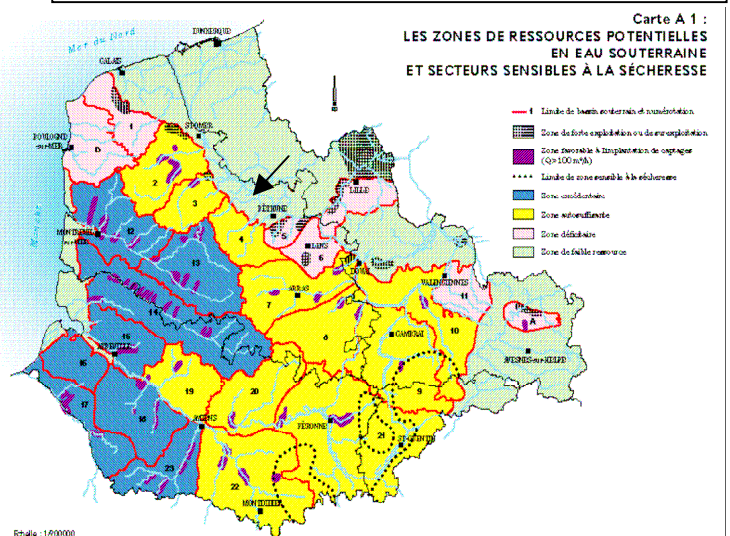 Carte A 1 :
LES ZONES DE RESSOURCES POTENTIELLES
EN EAU SOUTERRAINE
ET SECTEURS SENSIBLES À LA SÉCHERESSE
Mer du Nord
DUNKERQUE
CALAIS
1
ST-OMER
BOULOGNE
-sur-MER
D
LILLE
2
3
BÉTHUNE
4
5
LENS
6
MONTREUIL
12
13
DOUAI
VALENCIENNES
7
ARRAS
11
14
8
CAMBRAI
10
A
AVESNES-sur-HELPE
15
ABBEVILLE
16
9
17
18
19
20
AMIENS
PÉRONNE
21
ST-QUENTIN
23
22
MONTDIDIER
1 Limite de bassin souterrain et numérotation
Zone de forte exploitation ou de surexploitation
Zone favorable à l'implantation de captages
(Q>100 m³/h)
Limite de zone sensible à la sécheresse
Zone excédentaire
Zone autosuffisante
Zone déficitaire
Zone de faible ressource